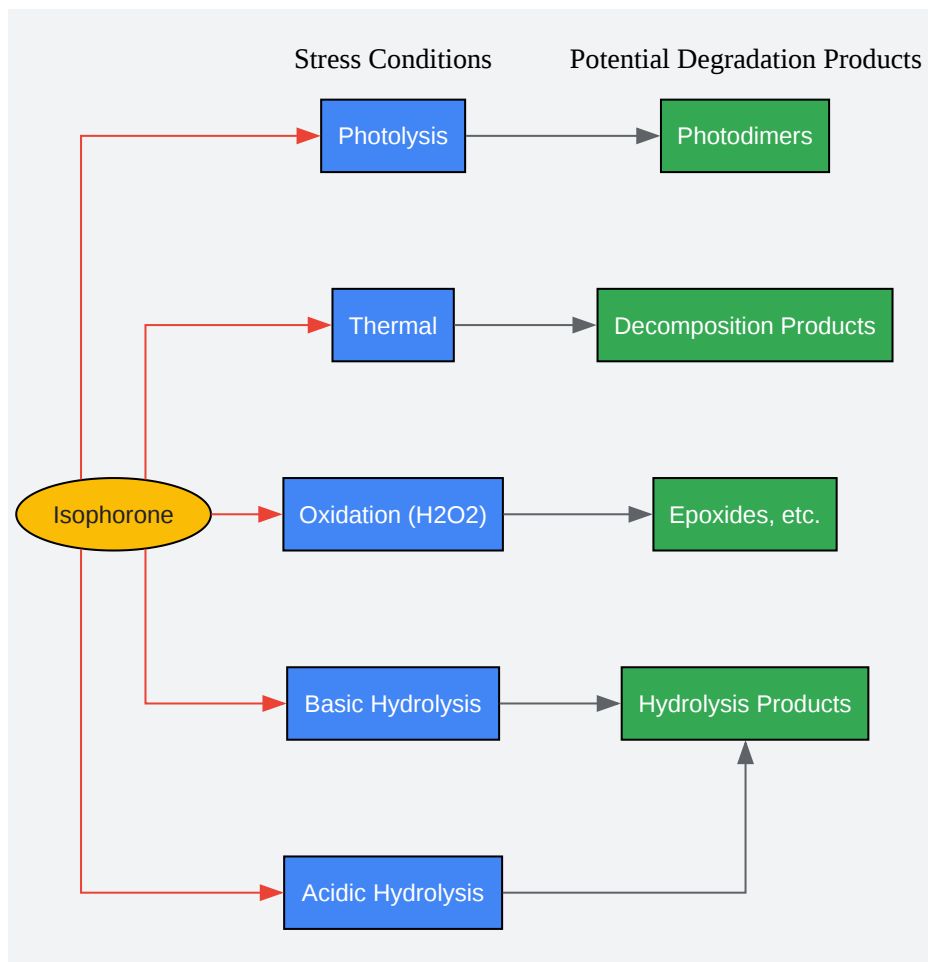 Stress Conditions
Potential Degradation Products
Photolysis
Photodimers
Thermal
Decomposition Products
Isophorone
Oxidation (H2O2)
Epoxides, etc.
Basic Hydrolysis
Hydrolysis Products
Acidic Hydrolysis